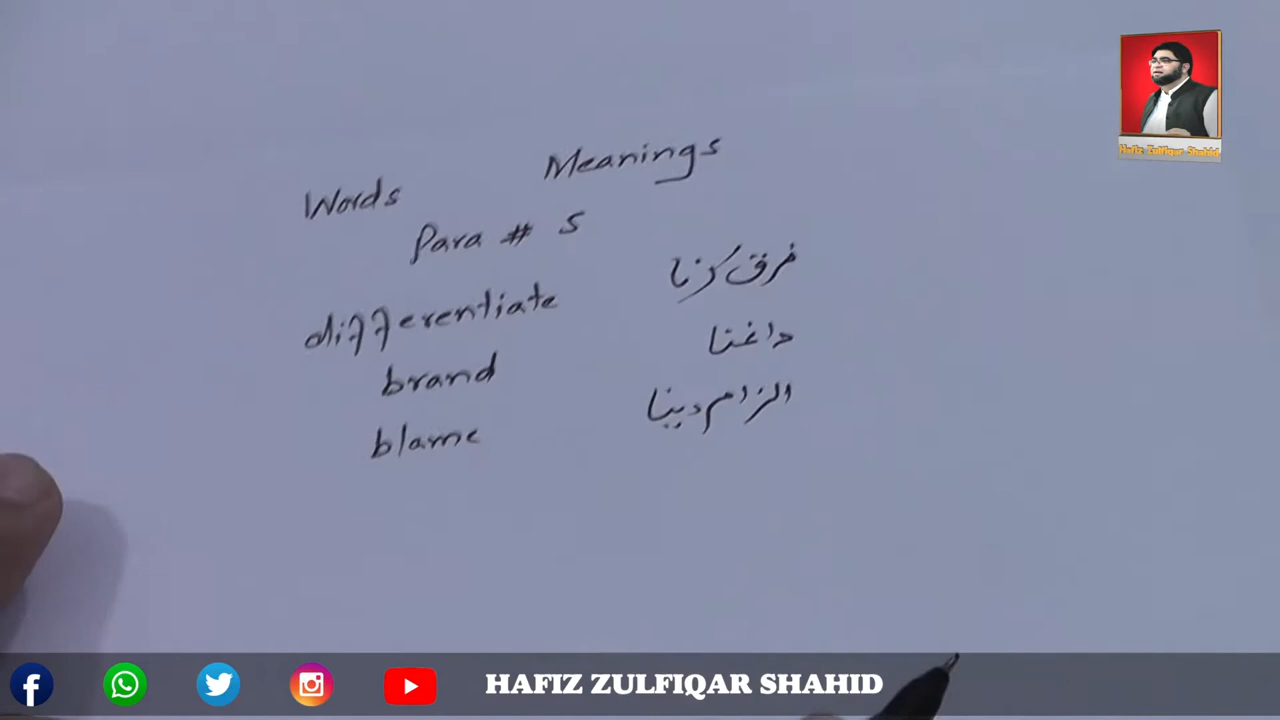 Hafiz Zulfiqar Shahid
Words Meanings
Para # 5
differentiate فرق کرنا
brand داغنا
blame الزام دینا
HAFIZ ZULFIQAR SHAHID